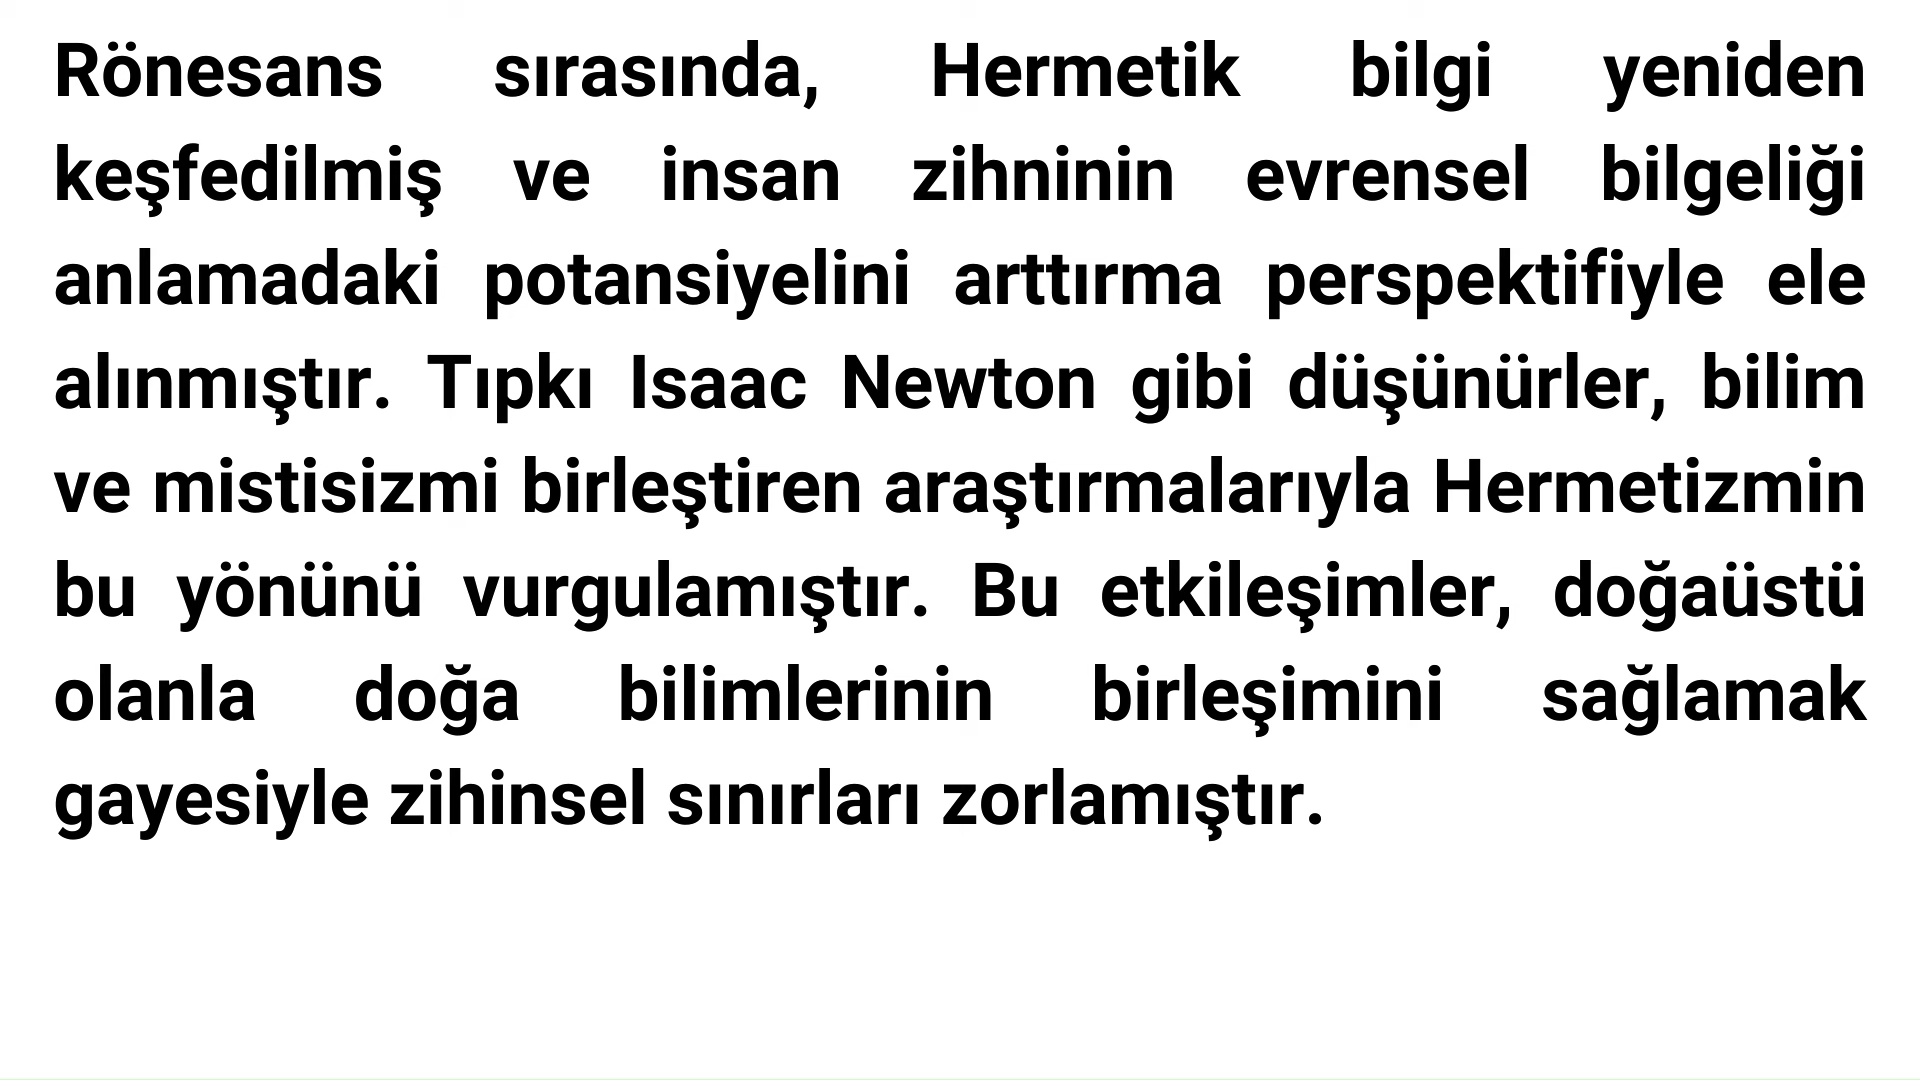 Rönesans sırasında, Hermetik bilgi yeniden
keşfedilmiş ve insan zihninin evrensel bilgeliği
anlamadaki potansiyelini arttırma perspektifiyle ele
alınmıştır. Tıpkı Isaac Newton gibi düşünürler, bilim
ve mistisizmi birleştiren araştırmalarıyla Hermetizmin
bu yönünü vurgulamıştır. Bu etkileşimler, doğaüstü
olanla doğa bilimlerinin birleşimini sağlamak
gayesiyle zihinsel sınırları zorlamıştır.